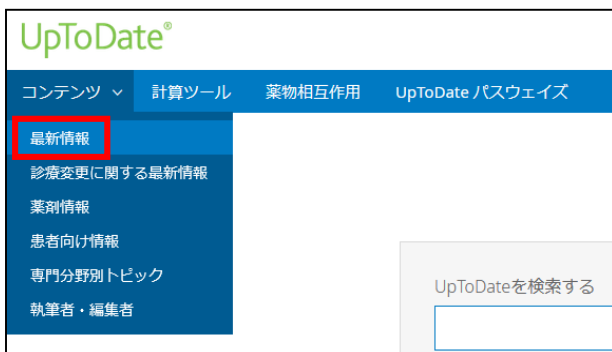 UpToDate®
コンテンツ 計算ツール 薬物相互作用 UpToDate パスウェイズ
最新情報
診療変更に関する最新情報
薬剤情報
患者向け情報
専門分野別トピック
執筆者・編集者
UpToDateを検索する